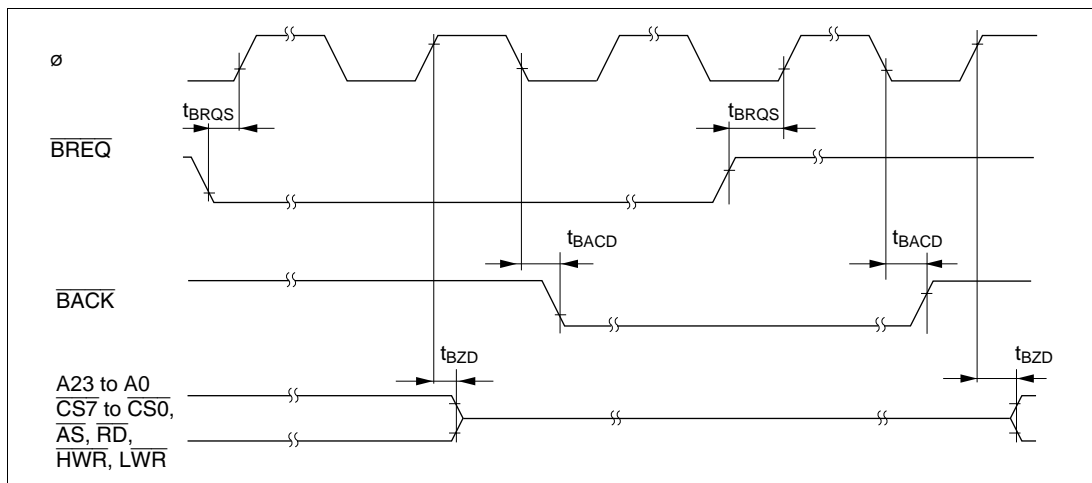 ø
tBRQS tBRQS
BREQ
tBACD tBACD
BACK
tBZD tBZD
A23 to A0
CS7 to CS0,
AS, RD,
HWR, LWR